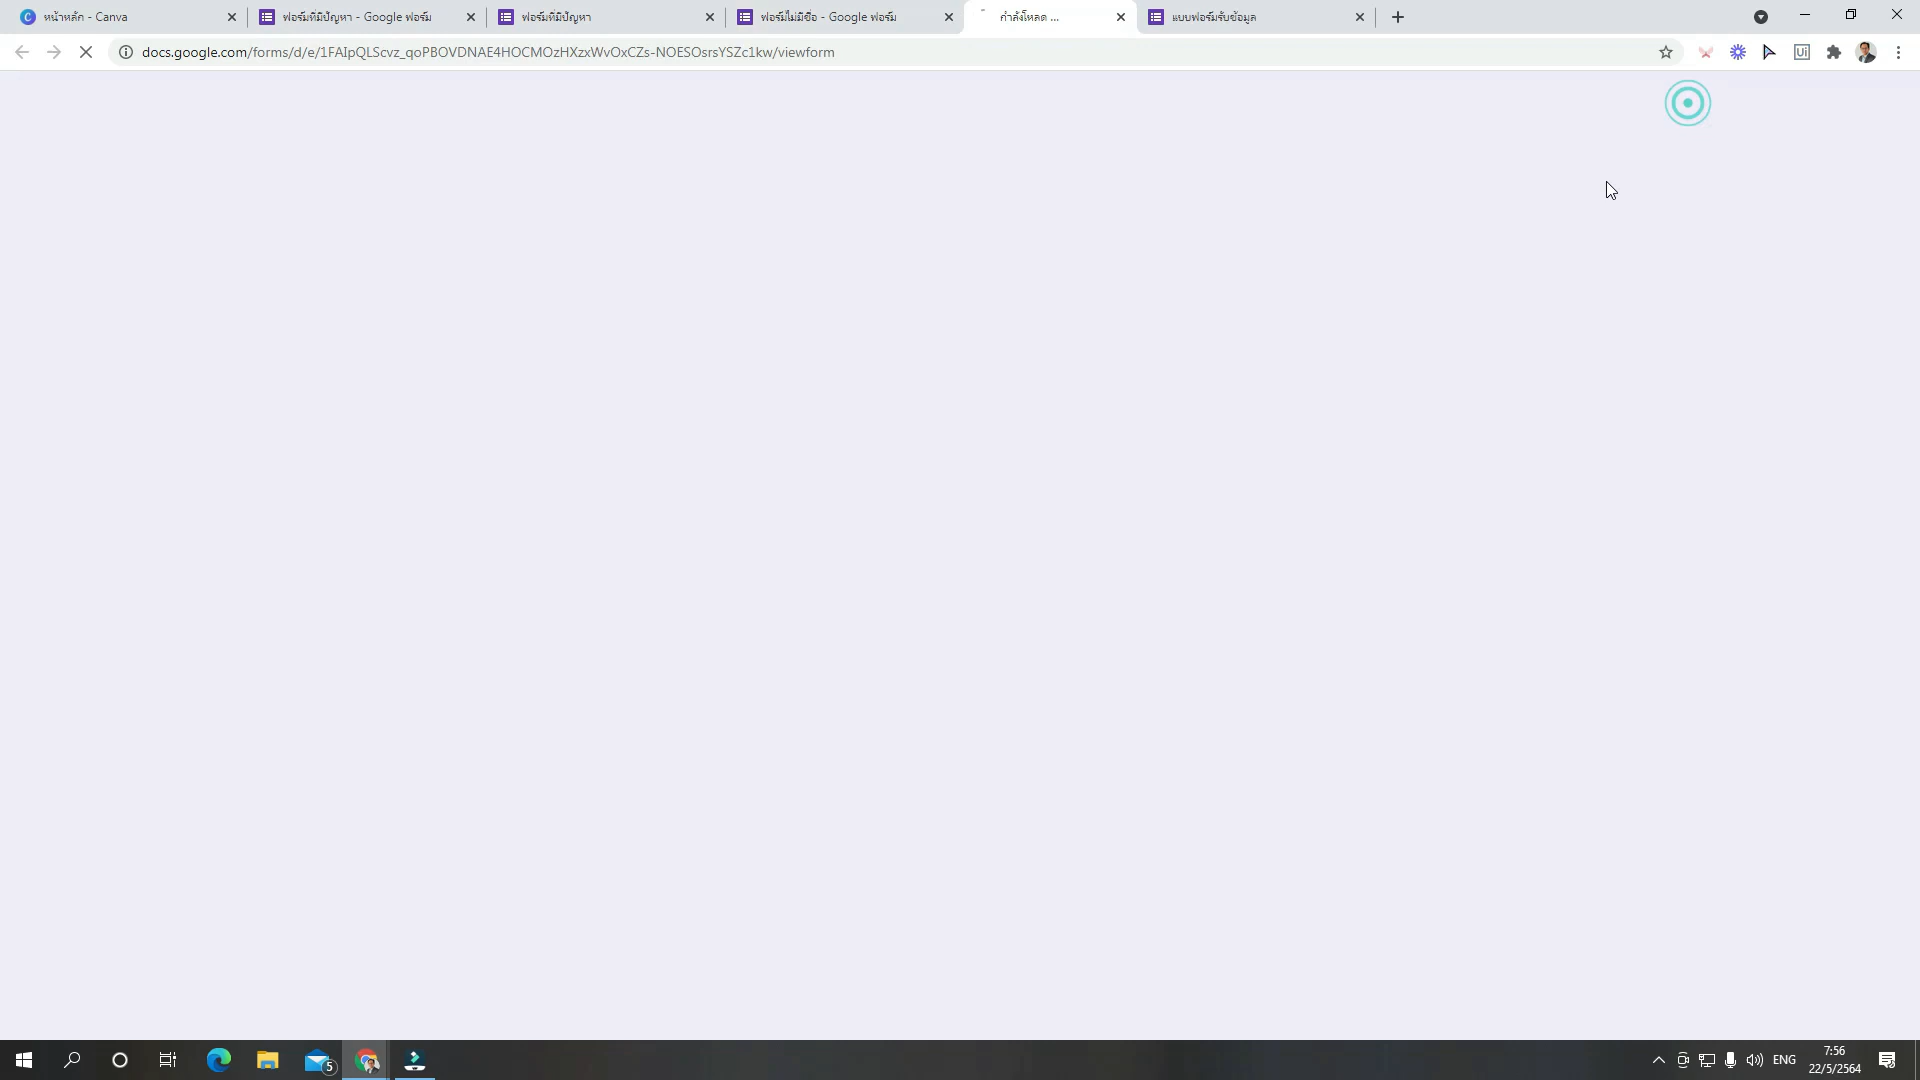 หน้าหลัก - Canva
ฟอร์มที่มีปัญหา - Google ฟอร์ม
ฟอร์มที่มีปัญหา
ฟอร์มไม่มีชื่อ - Google ฟอร์ม
กำลังโหลด ...
แบบฟอร์มรับข้อมูล
docs.google.com/forms/d/e/1FAIpQLScvz_qoPBOVDNAE4HOCMOzHXzxWvOxCZs-NOESOsrsYSZc1kw/viewform
Ui
5
ENG
7:56
22/5/2564